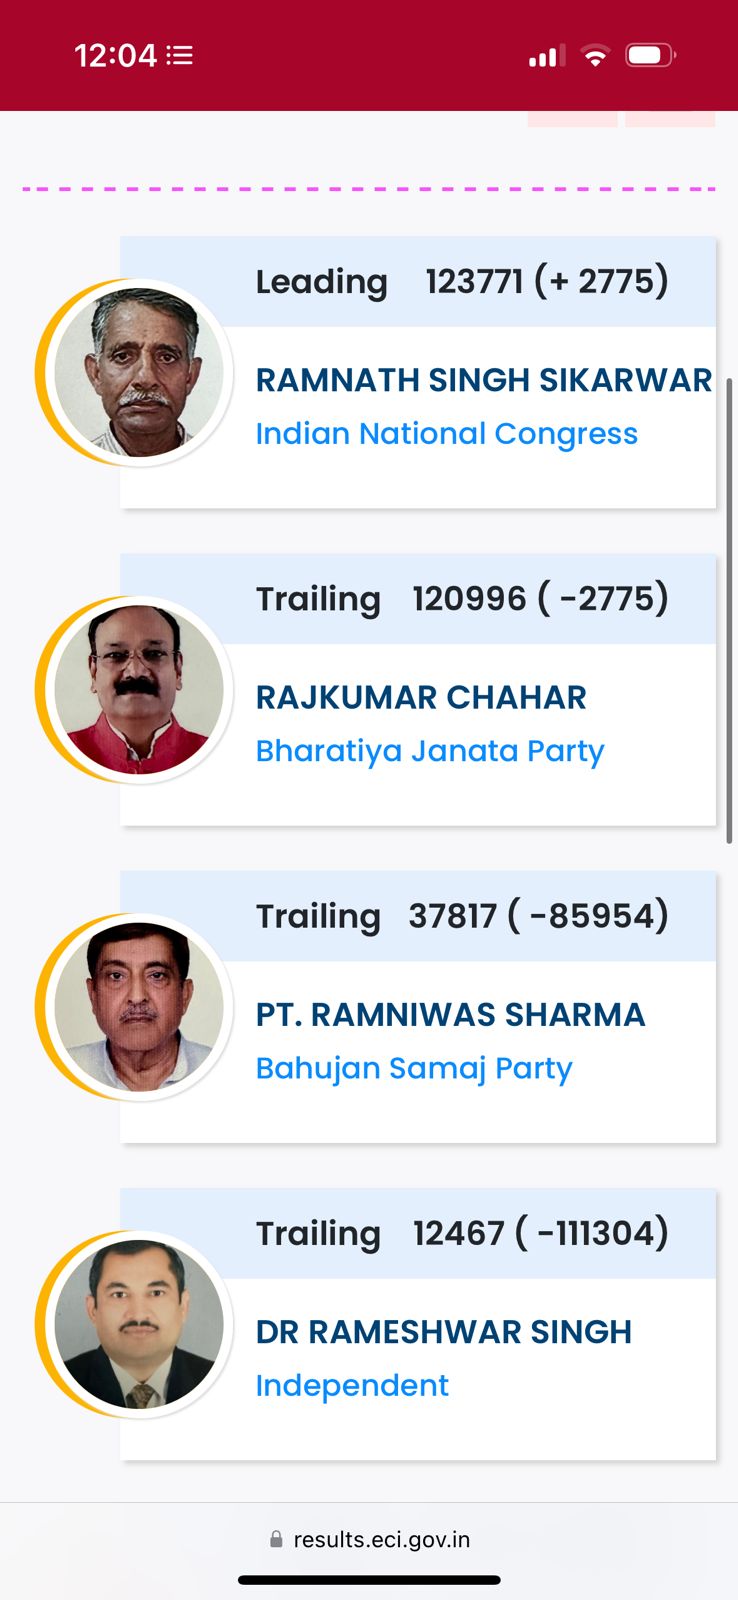 12:04
Leading 123771 (+ 2775)
RAMNATH SINGH SIKARWAR
Indian National Congress
Trailing 120996 ( -2775)
RAJKUMAR CHAHAR
Bharatiya Janata Party
Trailing 37817 ( -85954)
PT. RAMNIWAS SHARMA
Bahujan Samaj Party
Trailing 12467 ( -111304)
DR RAMESHWAR SINGH
Independent
results.eci.gov.in